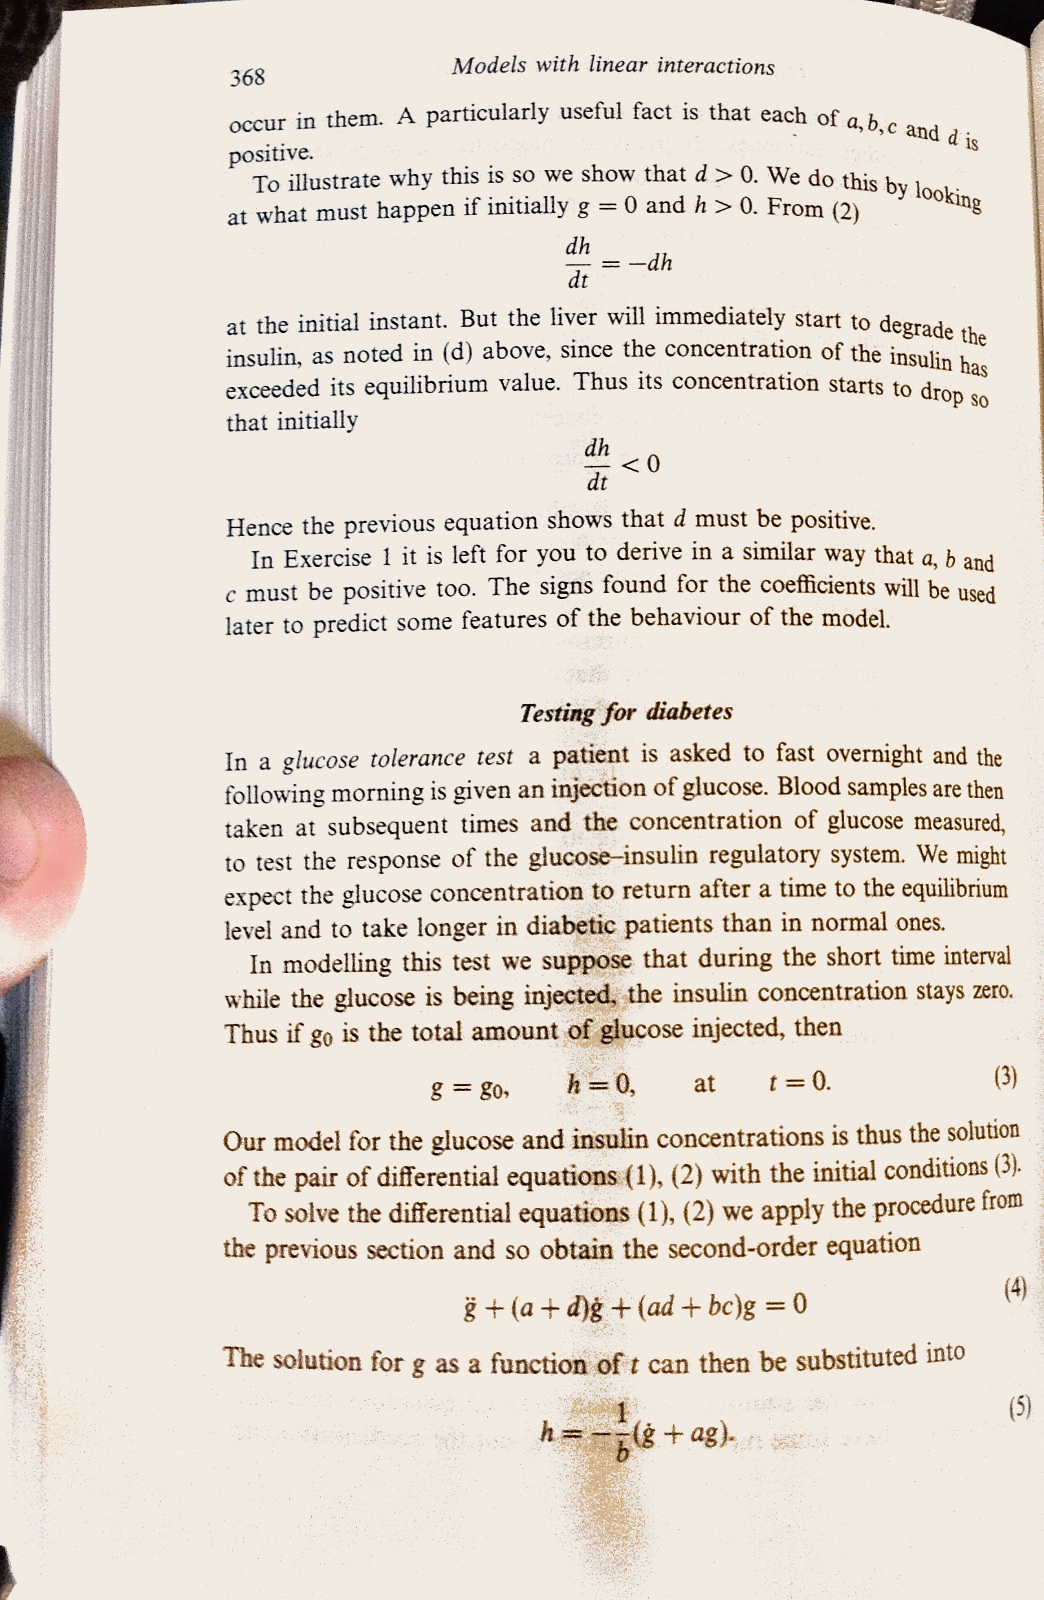 368 Models with linear interactions
occur in them. A particularly useful fact is that each of a, b, c and d is
positive.
To illustrate why this is so we show that d > 0. We do this by looking
at what must happen if initially g = 0 and h > 0. From (2)
dh/dt = −dh
at the initial instant. But the liver will immediately start to degrade the
insulin, as noted in (d) above, since the concentration of the insulin has
exceeded its equilibrium value. Thus its concentration starts to drop so
that initially
dh/dt < 0
Hence the previous equation shows that d must be positive.
In Exercise 1 it is left for you to derive in a similar way that a, b and
c must be positive too. The signs found for the coefficients will be used
later to predict some features of the behaviour of the model.
Testing for diabetes
In a glucose tolerance test a patient is asked to fast overnight and the
following morning is given an injection of glucose. Blood samples are then
taken at subsequent times and the concentration of glucose measured,
to test the response of the glucose–insulin regulatory system. We might
expect the glucose concentration to return after a time to the equilibrium
level and to take longer in diabetic patients than in normal ones.
In modelling this test we suppose that during the short time interval
while the glucose is being injected, the insulin concentration stays zero.
Thus if g₀ is the total amount of glucose injected, then
g = g₀, h = 0, at t = 0. (3)
Our model for the glucose and insulin concentrations is thus the solution
of the pair of differential equations (1), (2) with the initial conditions (3).
To solve the differential equations (1), (2) we apply the procedure from
the previous section and so obtain the second-order equation
g̈ + (a + d)ġ + (ad + bc)g = 0 (4)
The solution for g as a function of t can then be substituted into
h = −1/b(ġ + ag). (5)